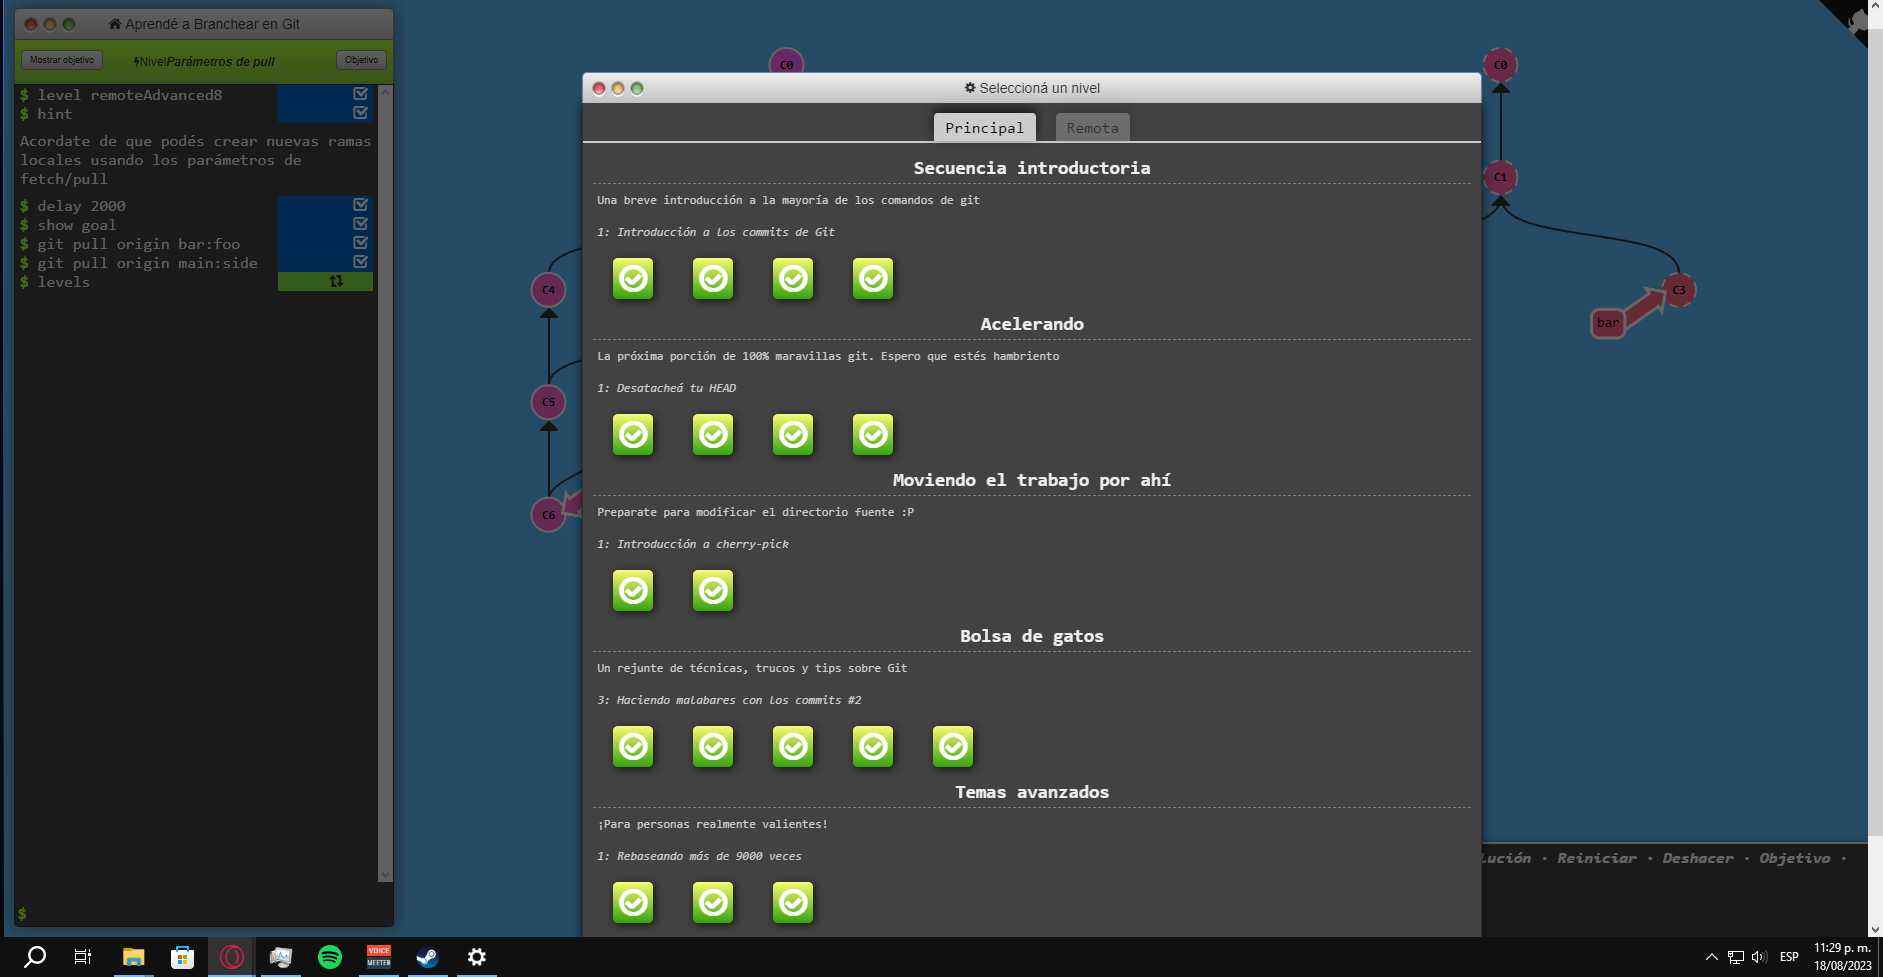 Aprendé a Branchear en Git
Mostrar objetivo
NivelParámetros de pull
Objetivo
$ level remoteAdvanced8
$ hint
Acordate de que podés crear nuevas ramas
locales usando los parámetros de
fetch/pull
$ delay 2000
$ show goal
$ git pull origin bar:foo
$ git pull origin main:side
$ levels
$
C0
C4
C5
C6
Seleccioná un nivel
Principal
Remota
Secuencia introductoria
Una breve introducción a la mayoría de los comandos de git
1: Introducción a los commits de Git
Acelerando
La próxima porción de 100% maravillas git. Espero que estés hambriento
1: Desatacheá tu HEAD
Moviendo el trabajo por ahí
Preparate para modificar el directorio fuente :P
1: Introducción a cherry-pick
Bolsa de gatos
Un rejunte de técnicas, trucos y tips sobre Git
3: Haciendo malabares con los commits #2
Temas avanzados
¡Para personas realmente valientes!
1: Rebaseando más de 9000 veces
C0
C1
C3
bar
lución · Reiniciar · Deshacer · Objetivo ·
VOICE
MEETER
ESP
11:29 p. m.
18/08/2023